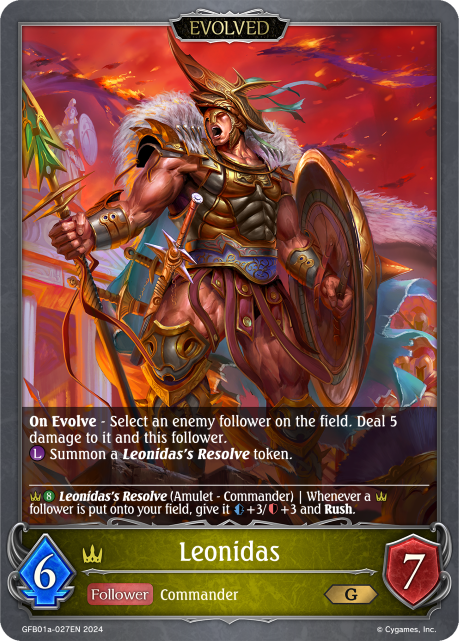 EVOLVED
On Evolve - Select an enemy follower on the field. Deal 5
damage to it and this follower.
L Summon a Leonidas's Resolve token.
8 Leonidas's Resolve (Amulet - Commander) | Whenever a
follower is put onto your field, give it +3/ +3 and Rush.
Leonidas
6
Follower Commander
G
7
GFB01a-027EN 2024
© Cygames, Inc.